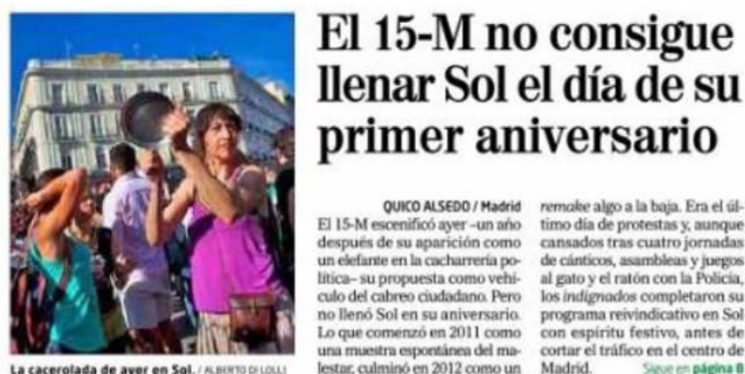 El 15-M no consigue
llenar Sol el día de su
primer aniversario
QUICO ALSEDO / Madrid
El 15-M escenificó ayer –un año
después de su aparición como
un elefante en la cacharrería po-
lítica– su propuesta como vehí-
culo del cabreo ciudadano. Pero
no llenó Sol en su aniversario.
Lo que comenzó en 2011 como
una muestra espontánea del ma-
lestar, culminó en 2012 como un
remake algo a la baja. Era el úl-
timo día de protestas y, aunque
cansados tras cuatro jornadas
de cánticos, asambleas y juegos
al gato y el ratón con la Policía,
los indignados completaron su
programa reivindicativo en Sol
con espíritu festivo, antes de
cortar el tráfico en el centro de
Madrid. Sigue en página 8
La cacerolada de ayer en Sol. / ALBERTO DI LOLLI